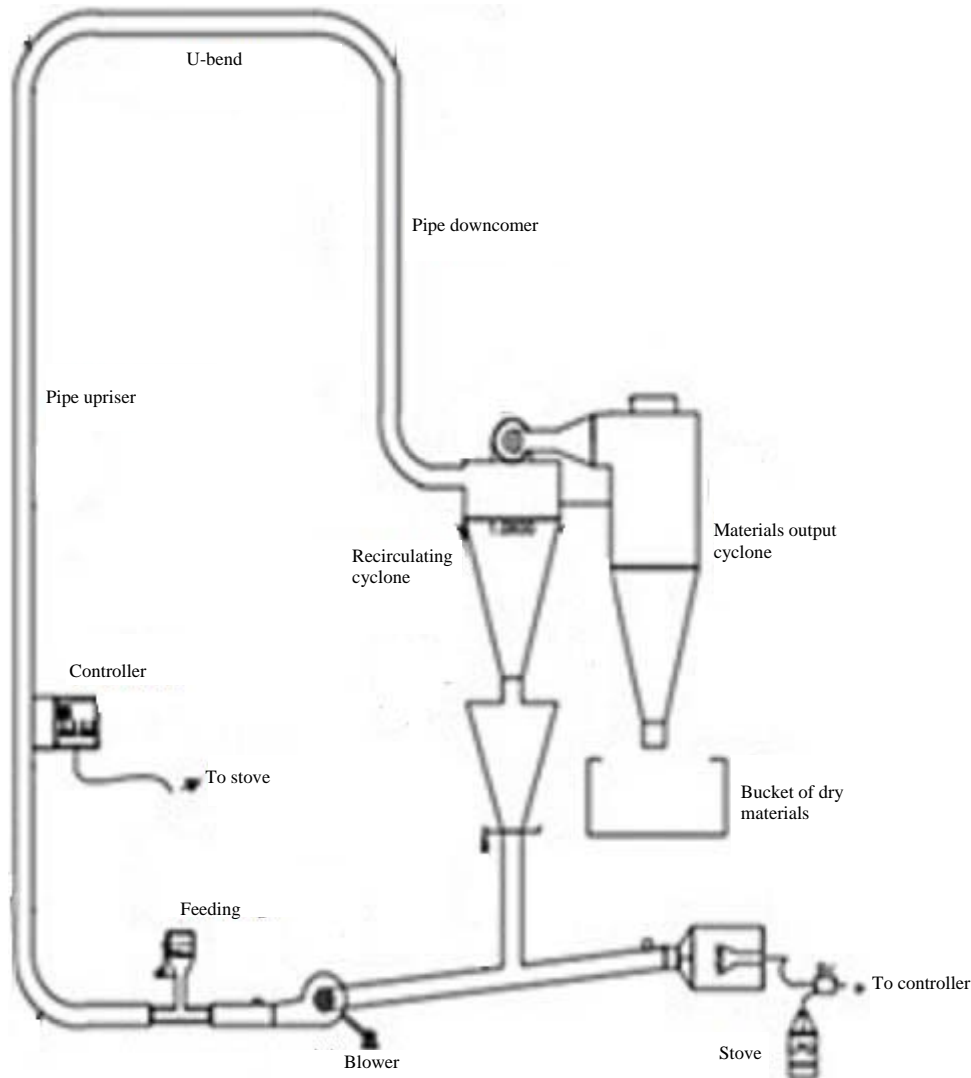 U-bend
Pipe downcomer
Pipe upriser
Recirculating
cyclone
Materials output
cyclone
Controller
To stove
Bucket of dry
materials
Feeding
To controller
Blower
Stove